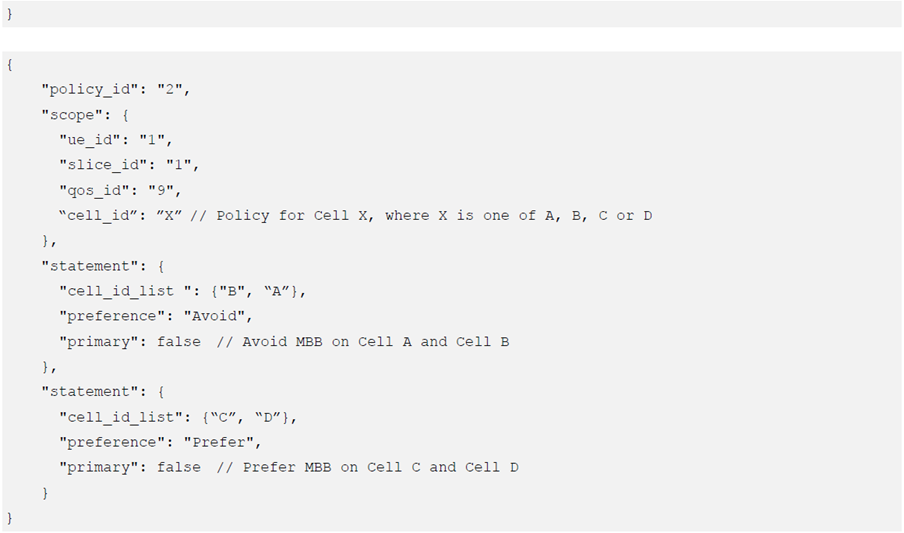 }
{
"policy_id": "2",
"scope": {
"ue_id": "1",
"slice_id": "1",
"qos_id": "9",
“cell_id”: ”X” // Policy for Cell X, where X is one of A, B, C or D
},
"statement": {
"cell_id_list ": {"B", “A”},
"preference": "Avoid",
"primary": false // Avoid MBB on Cell A and Cell B
},
"statement": {
"cell_id_list": {“C”, “D”},
"preference": "Prefer",
"primary": false // Prefer MBB on Cell C and Cell D
}
}